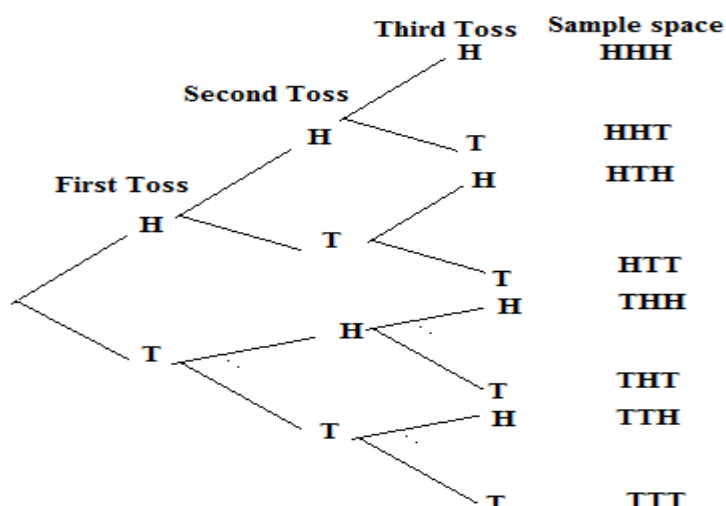 Third Toss Sample space
H HHH
Second Toss
H
T HHT
H HTH
First Toss
H
T
T HTT
H THH
H
T
T THT
H TTH
T
T TTT